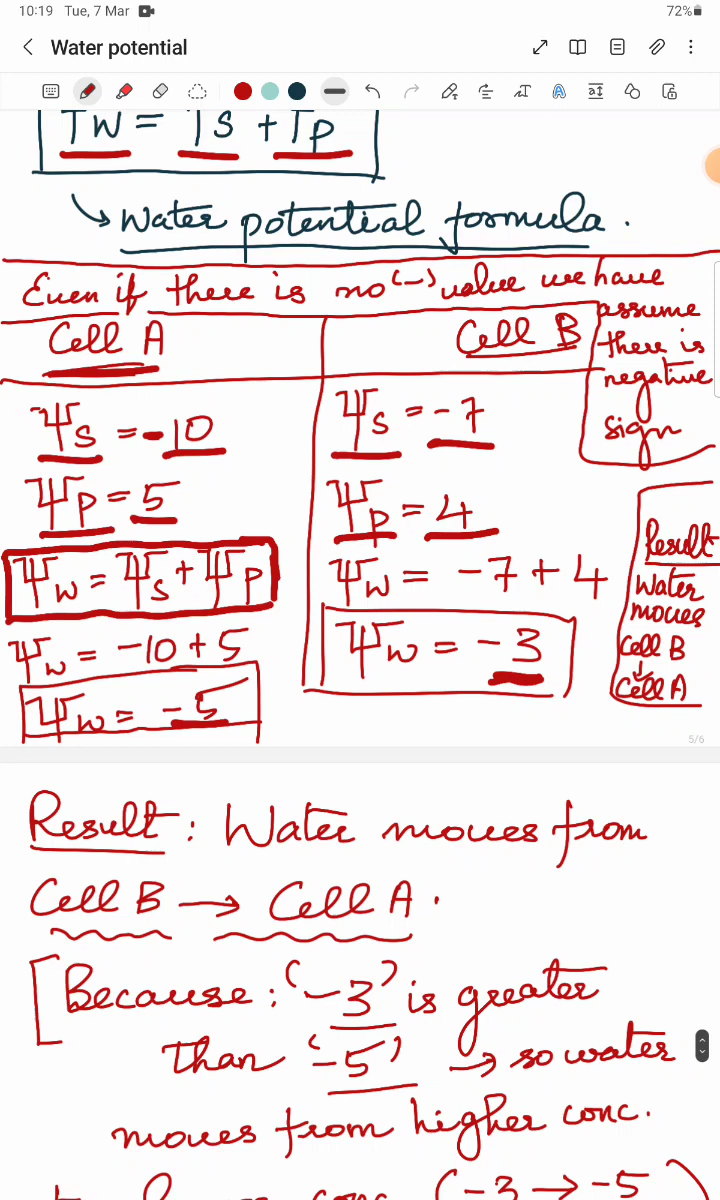 10:19 Tue, 7 Mar
72%
Water potential
Ψw = Ψs + Ψp
↳ Water potential formula.
Even if there is no (-) value we have
assume
there is
negative
sign
Cell A
Ψs = -10
Ψp = 5
Ψw = Ψs + Ψp
Ψw = -10 + 5
Ψw = -5
Cell B
Ψs = -7
Ψp = 4
Ψw = -7 + 4
Ψw = -3
Result
Water
moves
Cell B
↓
Cell A
5/6
Result : Water moves from
Cell B → Cell A .
[Because : '-3' is greater
than '-5' → so water
moves from higher conc.
conc (-3 → -5)